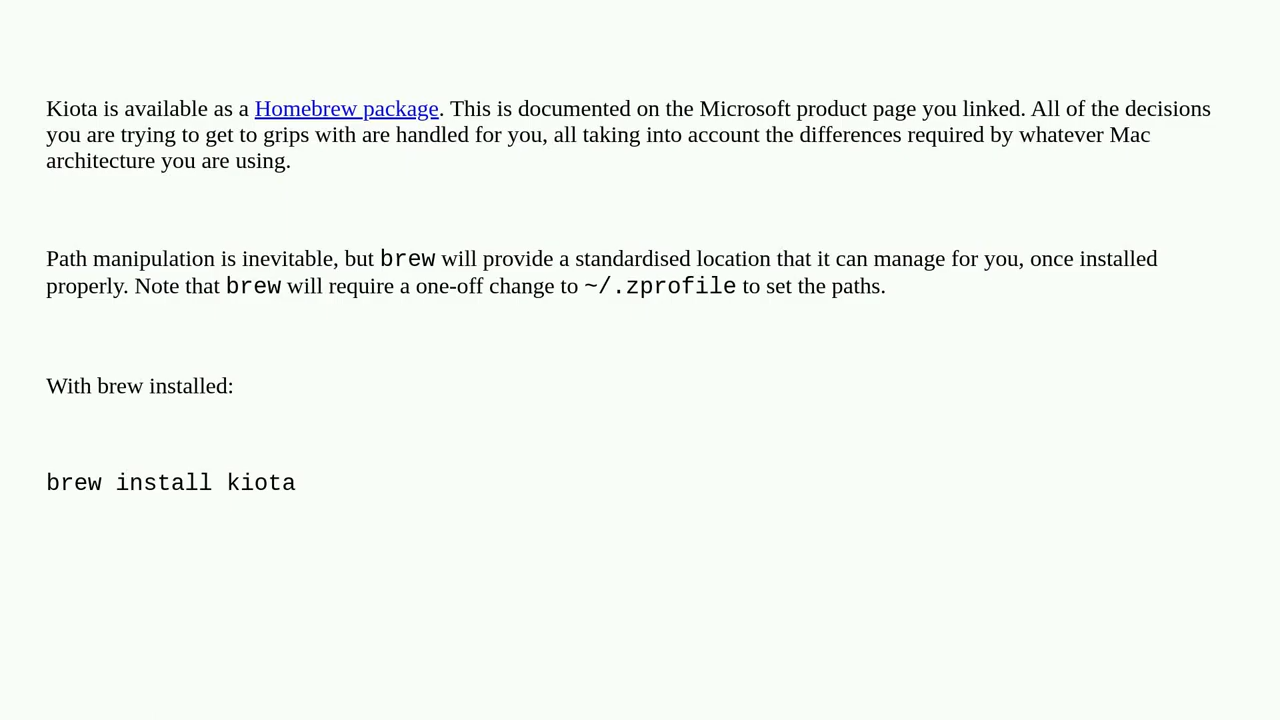 Kiota is available as a Homebrew package. This is documented on the Microsoft product page you linked. All of the decisions
you are trying to get to grips with are handled for you, all taking into account the differences required by whatever Mac
architecture you are using.
Path manipulation is inevitable, but brew will provide a standardised location that it can manage for you, once installed
properly. Note that brew will require a one-off change to ~/.zprofile to set the paths.
With brew installed:
brew install kiota